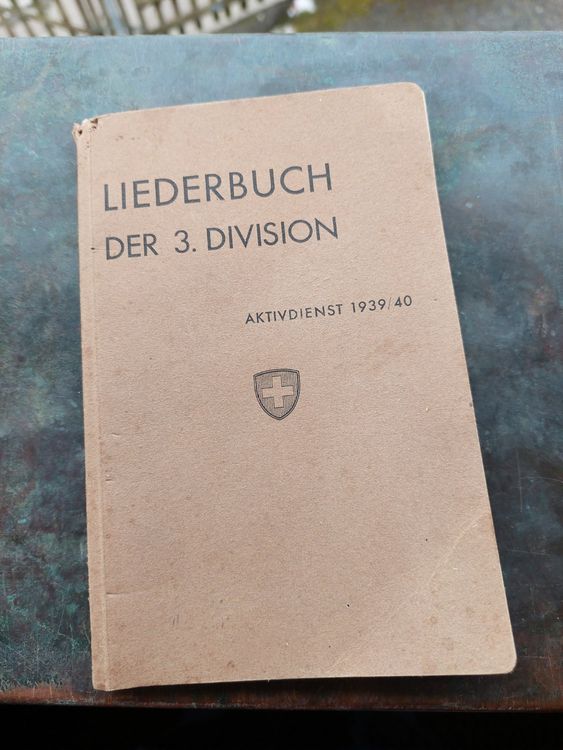 LIEDERBUCH
DER 3. DIVISION
AKTIVDIENST 1939/40